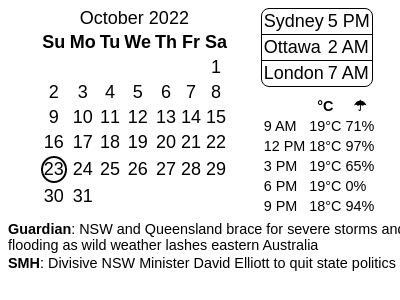 October 2022
Su Mo Tu We Th Fr Sa
1
2 3 4 5 6 7 8
9 10 11 12 13 14 15
16 17 18 19 20 21 22
23 24 25 26 27 28 29
30 31
Sydney 5 PM
Ottawa 2 AM
London 7 AM
°C ☂
9 AM 19°C 71%
12 PM 18°C 97%
3 PM 19°C 65%
6 PM 19°C 0%
9 PM 18°C 94%
Guardian: NSW and Queensland brace for severe storms and
flooding as wild weather lashes eastern Australia
SMH: Divisive NSW Minister David Elliott to quit state politics